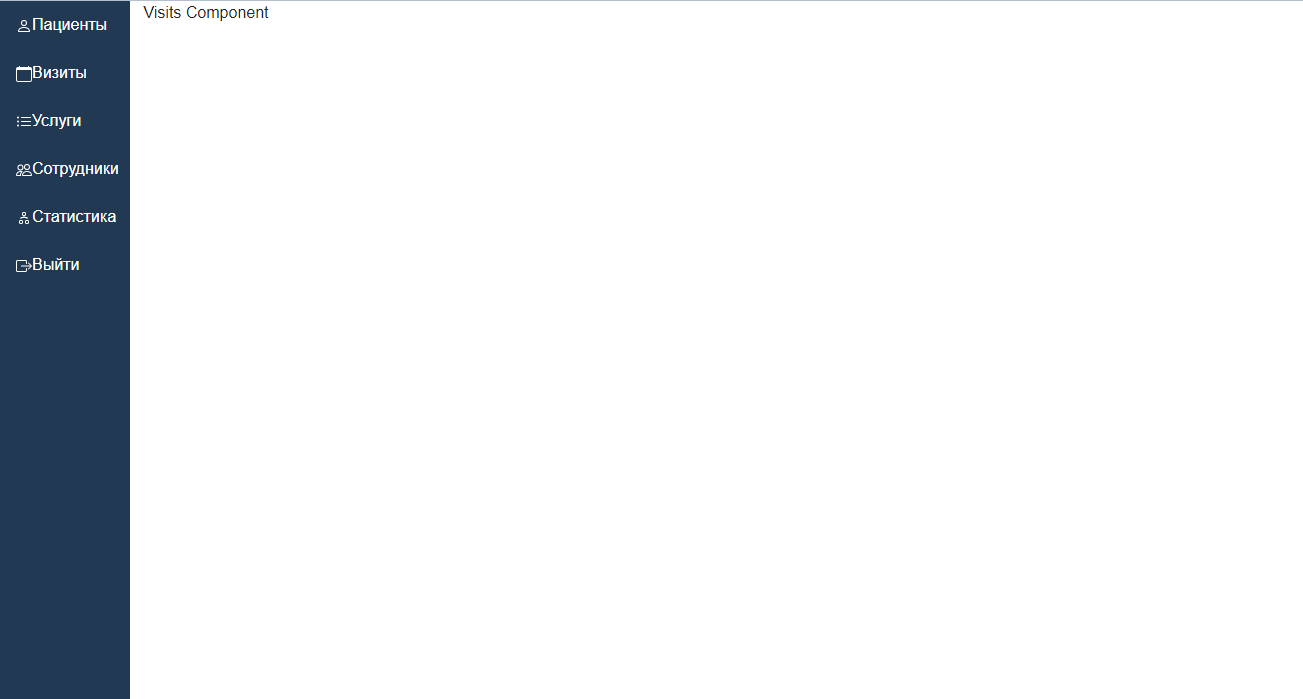 Пациенты
Visits Component
Визиты
Услуги
Сотрудники
Статистика
Выйти